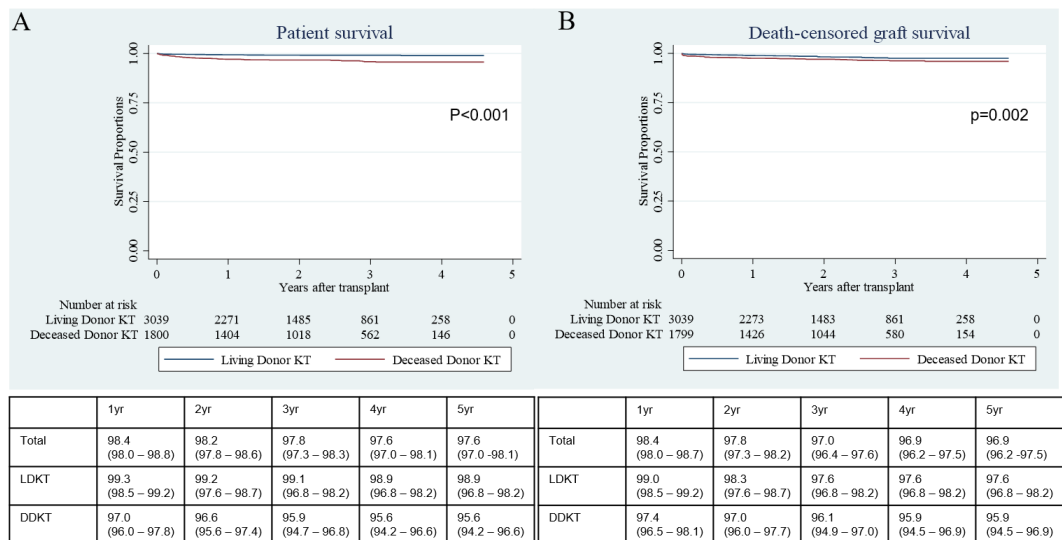 A
Patient survival
Survival Proportions
1.00
0.75
0.50
0.25
0.00
P<0.001
0 1 2 3 4 5
Years after transplant
Number at risk
Living Donor KT 3039 2271 1485 861 258 0
Deceased Donor KT 1800 1404 1018 562 146 0
Living Donor KT Deceased Donor KT
B
Death-censored graft survival
Survival Proportions
1.00
0.75
0.50
0.25
0.00
p=0.002
0 1 2 3 4 5
Years after transplant
Number at risk
Living Donor KT 3039 2273 1483 861 258 0
Deceased Donor KT 1799 1426 1044 580 154 0
Living Donor KT Deceased Donor KT
1yr 2yr 3yr 4yr 5yr
Total 98.4 98.2 97.8 97.6 97.6
(98.0 – 98.8) (97.8 – 98.6) (97.3 – 98.3) (97.0 – 98.1) (97.0 -98.1)
LDKT 99.3 99.2 99.1 98.9 98.9
(98.5 – 99.2) (97.6 – 98.7) (96.8 – 98.2) (96.8 – 98.2) (96.8 – 98.2)
DDKT 97.0 96.6 95.9 95.6 95.6
(96.0 – 97.8) (95.6 – 97.4) (94.7 – 96.8) (94.2 – 96.6) (94.2 – 96.6)
1yr 2yr 3yr 4yr 5yr
Total 98.4 97.8 97.0 96.9 96.9
(98.0 – 98.7) (97.3 – 98.2) (96.4 – 97.6) (96.2 – 97.5) (96.2 -97.5)
LDKT 99.0 98.3 97.6 97.6 97.6
(98.5 – 99.2) (97.6 – 98.7) (96.8 – 98.2) (96.8 – 98.2) (96.8 – 98.2)
DDKT 97.4 97.0 96.1 95.9 95.9
(96.5 – 98.1) (96.0 – 97.7) (94.9 – 97.0) (94.5 – 96.9) (94.5 – 96.9)